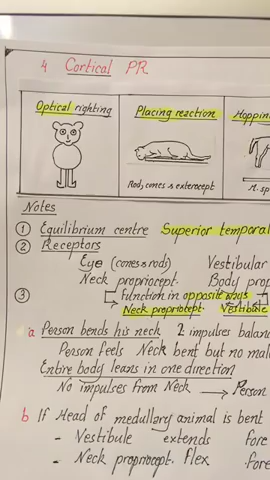 4 Cortical PR
Optical righting
Placing reaction
Hoppin
Rod, cones & exterocept
M. sp
Notes
① Equilibrium centre Superior temporal
② Receptors
Eye (cones & rods) Vestibular
Neck propriocept. Body prop
③ Function in opposite ways
Neck propriocept Vestibule
a Person bends his neck 2 impulses balanc
Person feels Neck bent but no mal
Entire body leans in one direction
No impulses from Neck → Person
b If Head of medullary animal is bent
- Vestibule extends fore
- Neck propriocept. flex fore